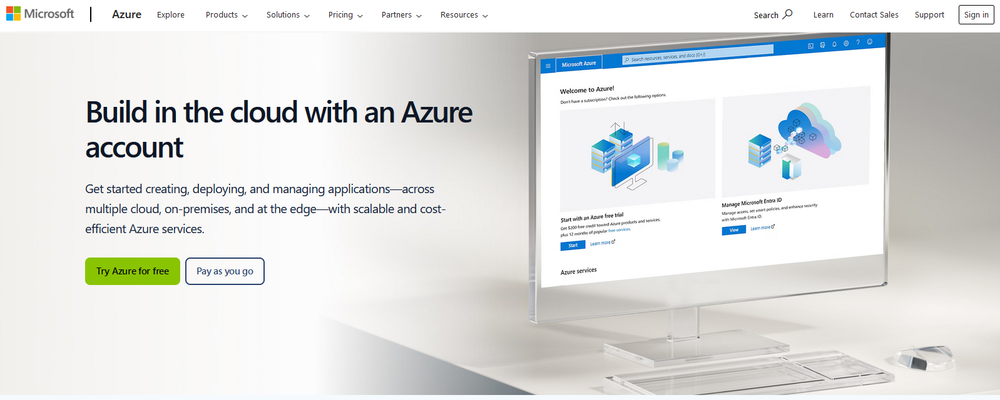 Microsoft
Azure
Explore
Products
Solutions
Pricing
Partners
Resources
Search
Learn
Contact Sales
Support
Sign in
Build in the cloud with an Azure
account
Get started creating, deploying, and managing applications—across
multiple cloud, on-premises, and at the edge—with scalable and cost-
efficient Azure services.
Try Azure for free
Pay as you go
Microsoft Azure
Search resources, services, and docs (G+/)
Welcome to Azure!
Don't have a subscription? Check out the following options.
Start with an Azure free trial
Get $200 free credit toward Azure products and services,
plus 12 months of popular free services.
Start
Learn more
Manage Microsoft Entra ID
Manage access, set smart policies, and enhance security
with Microsoft Entra ID.
View
Learn more
Azure services